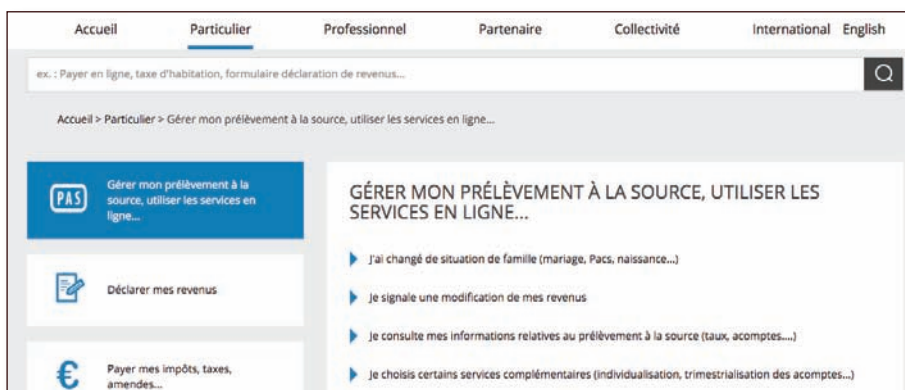 Accueil Particulier Professionnel Partenaire Collectivité International English
ex. : Payer en ligne, taxe d'habitation, formulaire déclaration de revenus...
Accueil > Particulier > Gérer mon prélèvement à la source, utiliser les services en ligne...
PAS
Gérer mon prélèvement à la
source, utiliser les services en
ligne...
Déclarer mes revenus
€
Payer mes impôts, taxes,
amendes...
GÉRER MON PRÉLÈVEMENT À LA SOURCE, UTILISER LES
SERVICES EN LIGNE...
J'ai changé de situation de famille (mariage, Pacs, naissance...)
Je signale une modification de mes revenus
Je consulte mes informations relatives au prélèvement à la source (taux, acomptes....)
Je choisis certains services complémentaires (individualisation, trimestrialisation des acomptes...)